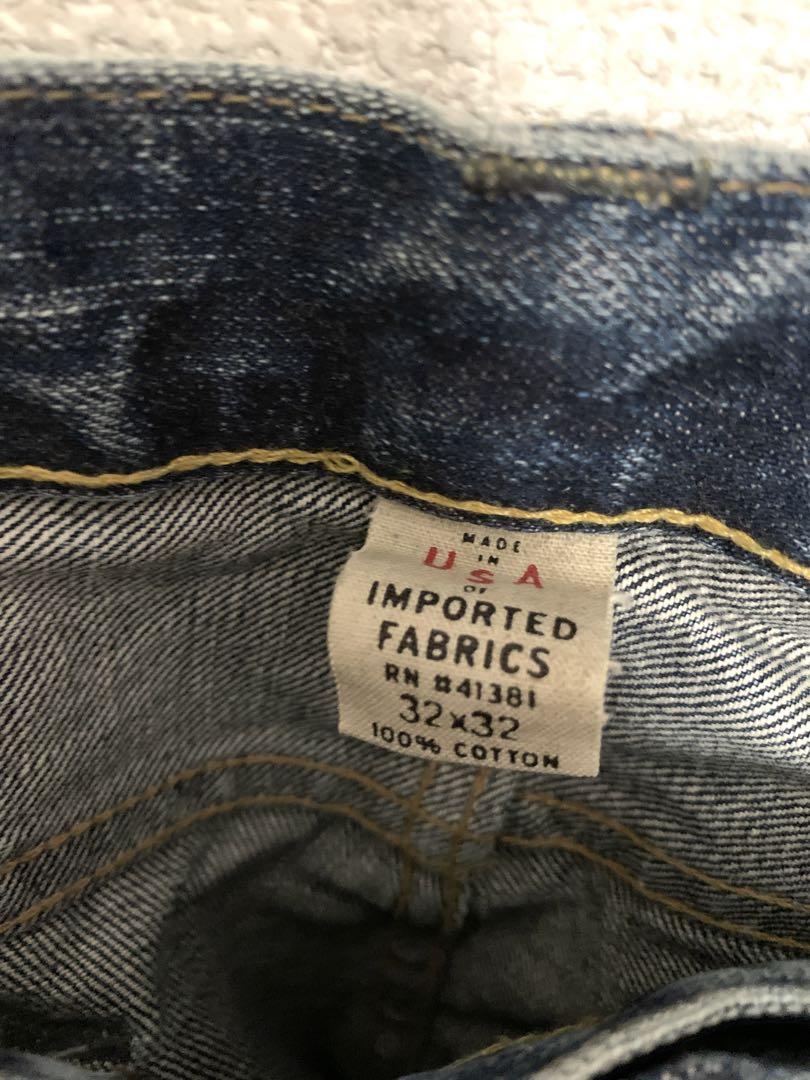 MADE
IN
USA
OF
IMPORTED
FABRICS
RN #41381
32x32
100% COTTON